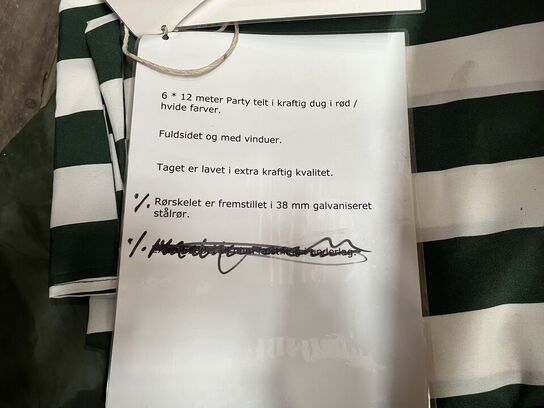 6 * 12 meter Party telt i kraftig dug i rød /
hvide farver.
Fuldsidet og med vinduer.
Taget er lavet i extra kraftig kvalitet.
%. Rørskelet er fremstillet i 38 mm galvaniseret
stålrør.
%. underlag.